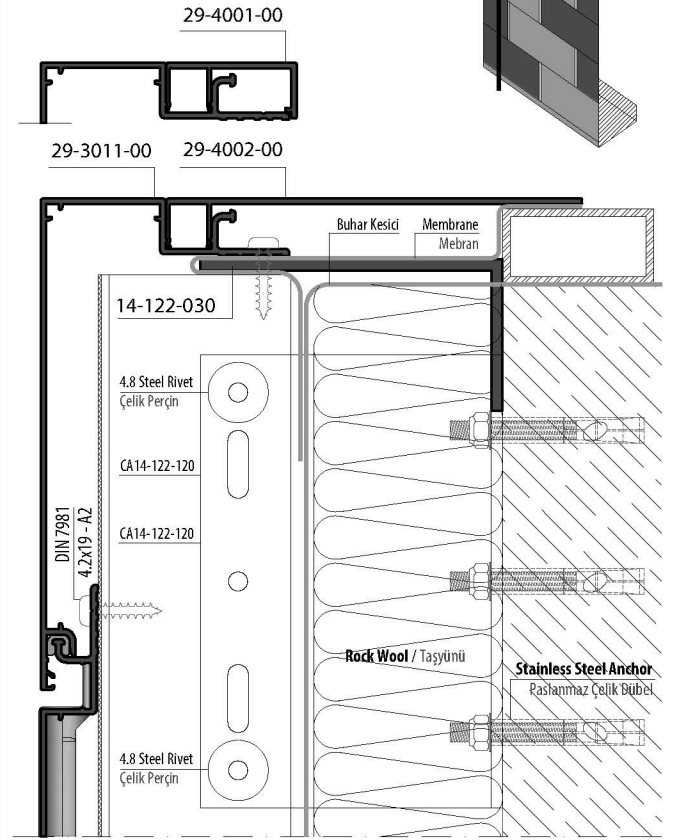 29-4001-00
29-3011-00
29-4002-00
Buhar Kesici
Membrane
Mebran
14-122-030
4.8 Steel Rivet
Çelik Perçin
CA14-122-120
CA14-122-120
DIN 7981
4.2x19 - A2
Rock Wool / Taşyünü
Stainless Steel Anchor
Paslanmaz Çelik Dübel
4.8 Steel Rivet
Çelik Perçin